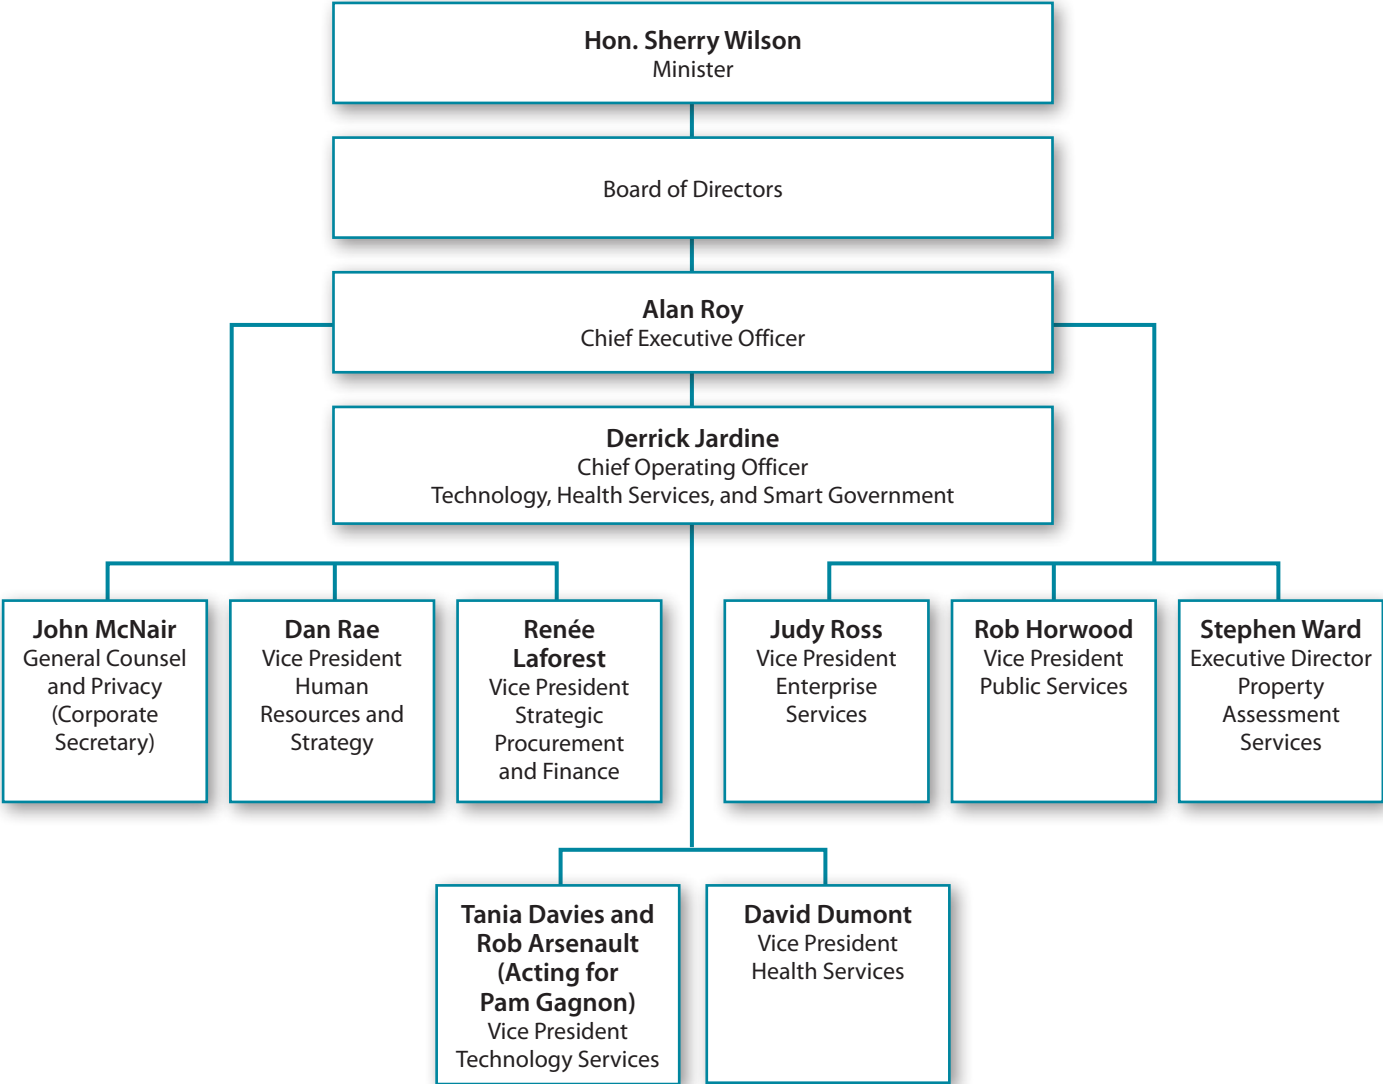 Hon. Sherry Wilson
Minister
Board of Directors
Alan Roy
Chief Executive Officer
Derrick Jardine
Chief Operating Officer
Technology, Health Services, and Smart Government
John McNair
General Counsel
and Privacy
(Corporate
Secretary)
Dan Rae
Vice President
Human
Resources and
Strategy
Renée
Laforest
Vice President
Strategic
Procurement
and Finance
Judy Ross
Vice President
Enterprise
Services
Rob Horwood
Vice President
Public Services
Stephen Ward
Executive Director
Property
Assessment
Services
Tania Davies and
Rob Arsenault
(Acting for
Pam Gagnon)
Vice President
Technology Services
David Dumont
Vice President
Health Services